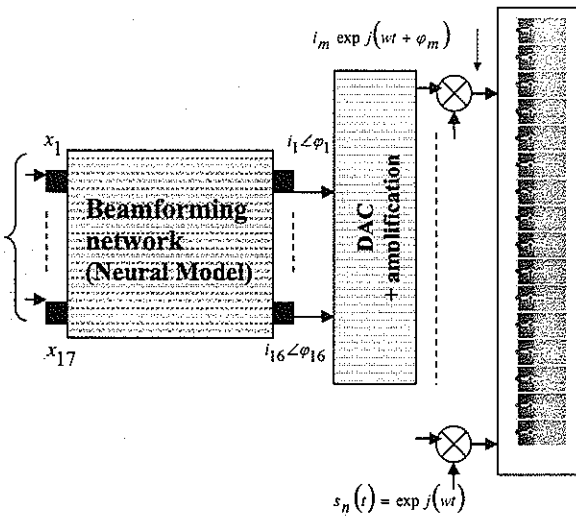 i_m exp j(wt + φ_m)
x_1
i_1∠φ_1
Beamforming
network
(Neural Model)
DAC
+ amplification
x_17
i_16∠φ_16
s_n(t) = exp j(wt)